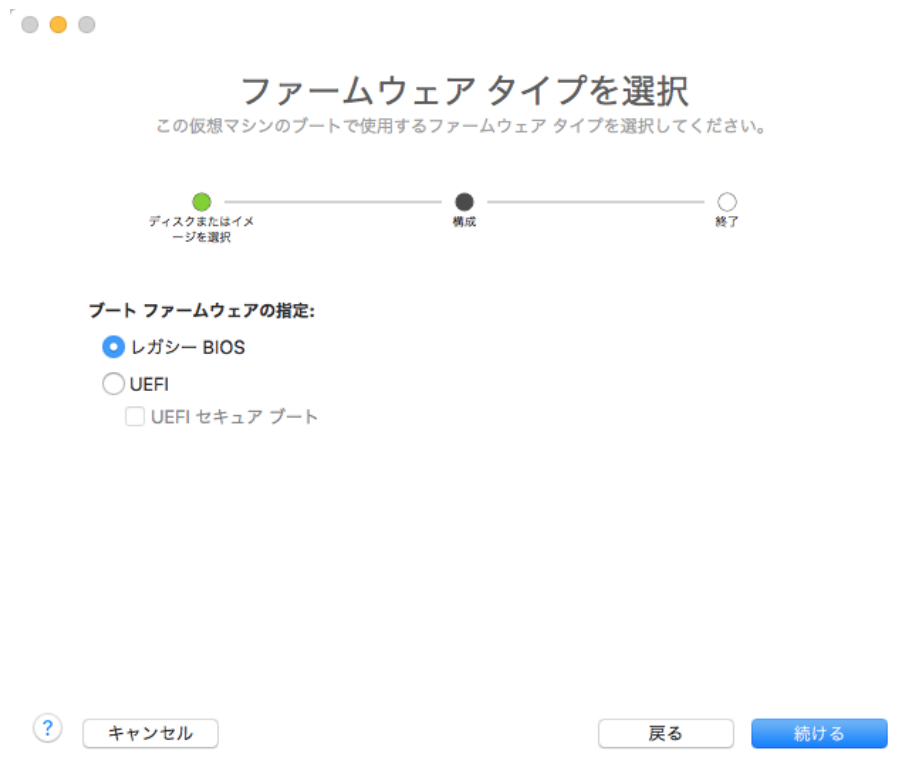 ファームウェア タイプを選択
この仮想マシンのブートで使用するファームウェア タイプを選択してください。
ディスクまたはイメ
ージを選択
構成
終了
ブート ファームウェアの指定:
レガシー BIOS
UEFI
UEFI セキュア ブート
?
キャンセル
戻る
続ける